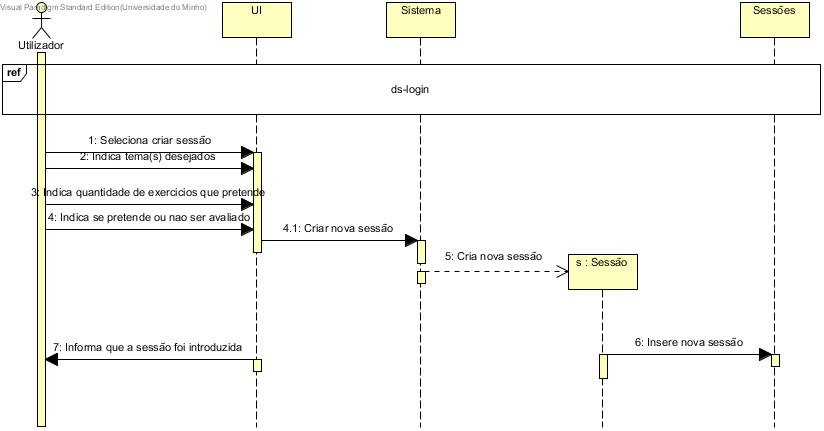 Visual Paradigm Standard Edition(Universidade do Minho)
UI
Sistema
Sessões
Utilizador
ref
ds-login
1: Seleciona criar sessão
2: Indica tema(s) desejados
3: Indica quantidade de exercicios que pretende
4: Indica se pretende ou nao ser avaliado
4.1: Criar nova sessão
5: Cria nova sessão
s : Sessão
6: Insere nova sessão
7: Informa que a sessão foi introduzida